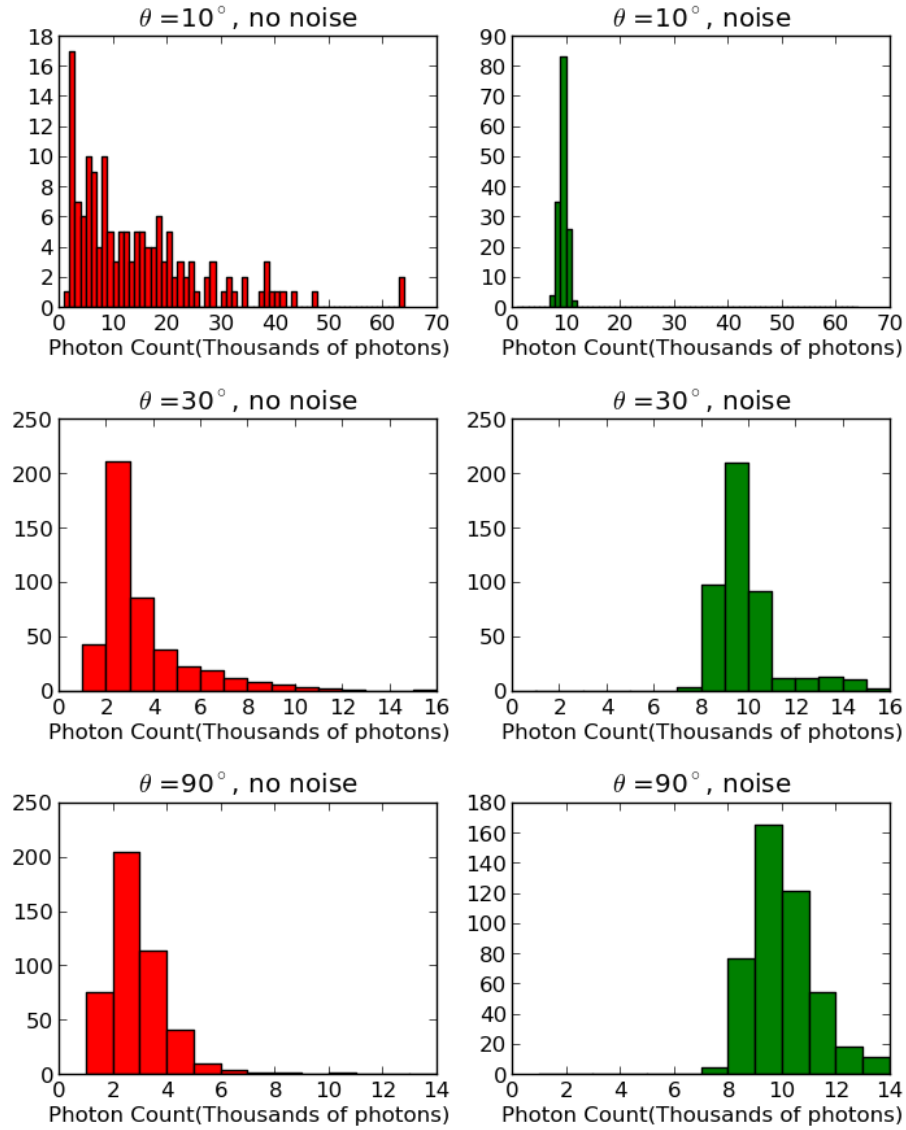 θ =10°, no noise
18
16
14
12
10
8
6
4
2
0
0 10 20 30 40 50 60 70
Photon Count(Thousands of photons)
θ =10°, no noise
90
80
70
60
50
40
30
20
10
0
0 10 20 30 40 50 60 70
Photon Count(Thousands of photons)
θ =30°, no noise
250
200
150
100
50
0
0 2 4 6 8 10 12 14 16
Photon Count(Thousands of photons)
θ =30°, noise
250
200
150
100
50
0
0 2 4 6 8 10 12 14 16
Photon Count(Thousands of photons)
θ =90°, no noise
250
200
150
100
50
0
0 2 4 6 8 10 12 14
Photon Count(Thousands of photons)
θ =90°, noise
180
160
140
120
100
80
60
40
20
0
0 2 4 6 8 10 12 14
Photon Count(Thousands of photons)